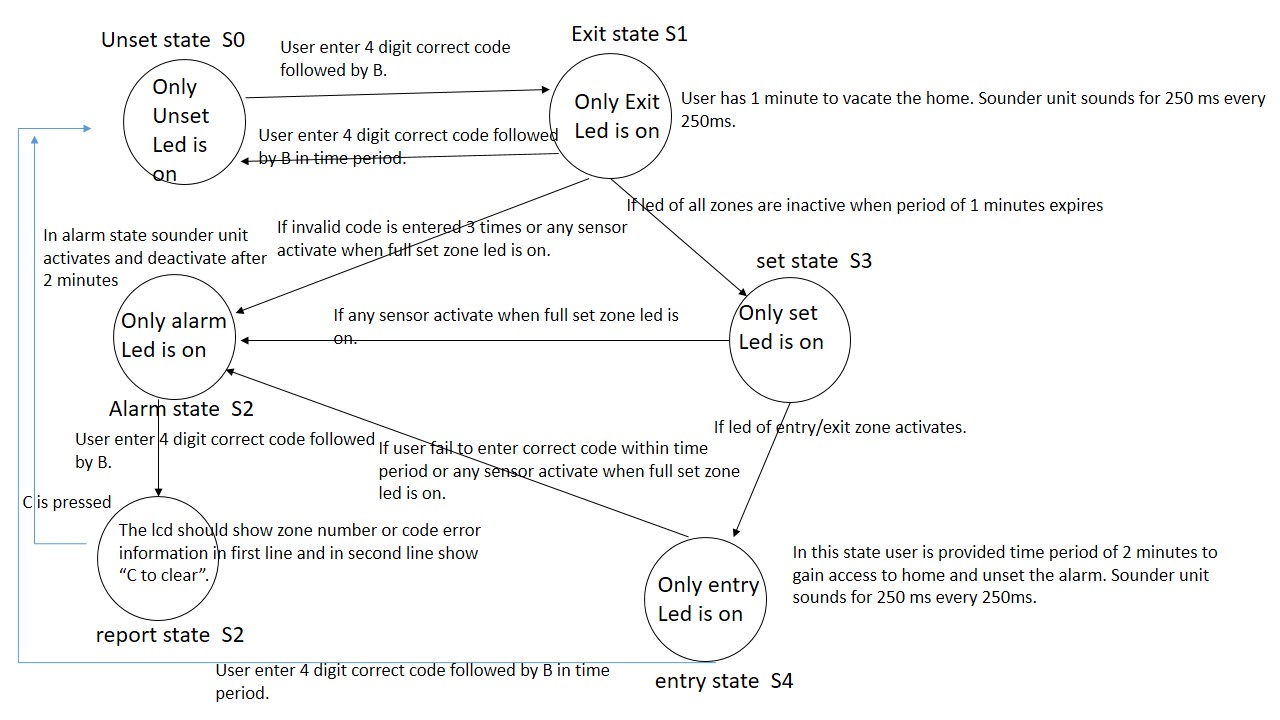 Unset state  S0
User enter 4 digit correct code
followed by B.
Exit state S1
Only
Unset
Led is
on
Only Exit
Led is on
User has 1 minute to vacate the home. Sounder unit sounds for 250 ms every
250ms.
User enter 4 digit correct code followed
by B in time period.
If led of all zones are inactive when period of 1 minutes expires
If invalid code is entered 3 times or any sensor
activate when full set zone led is on.
In alarm state sounder unit
activates and deactivate after
2 minutes
set state  S3
Only alarm
Led is on
If any sensor activate when full set zone led is
on.
Only set
Led is on
Alarm state  S2
User enter 4 digit correct code followed
by B.
If led of entry/exit zone activates.
If user fail to enter correct code within time
period or any sensor activate when full set zone
led is on.
C is pressed
The lcd should show zone number or code error
information in first line and in second line show
“C to clear”.
In this state user is provided time period of 2 minutes to
gain access to home and unset the alarm. Sounder unit
sounds for 250 ms every 250ms.
Only entry
Led is on
report state  S2
User enter 4 digit correct code followed by B in time
period.
entry state  S4